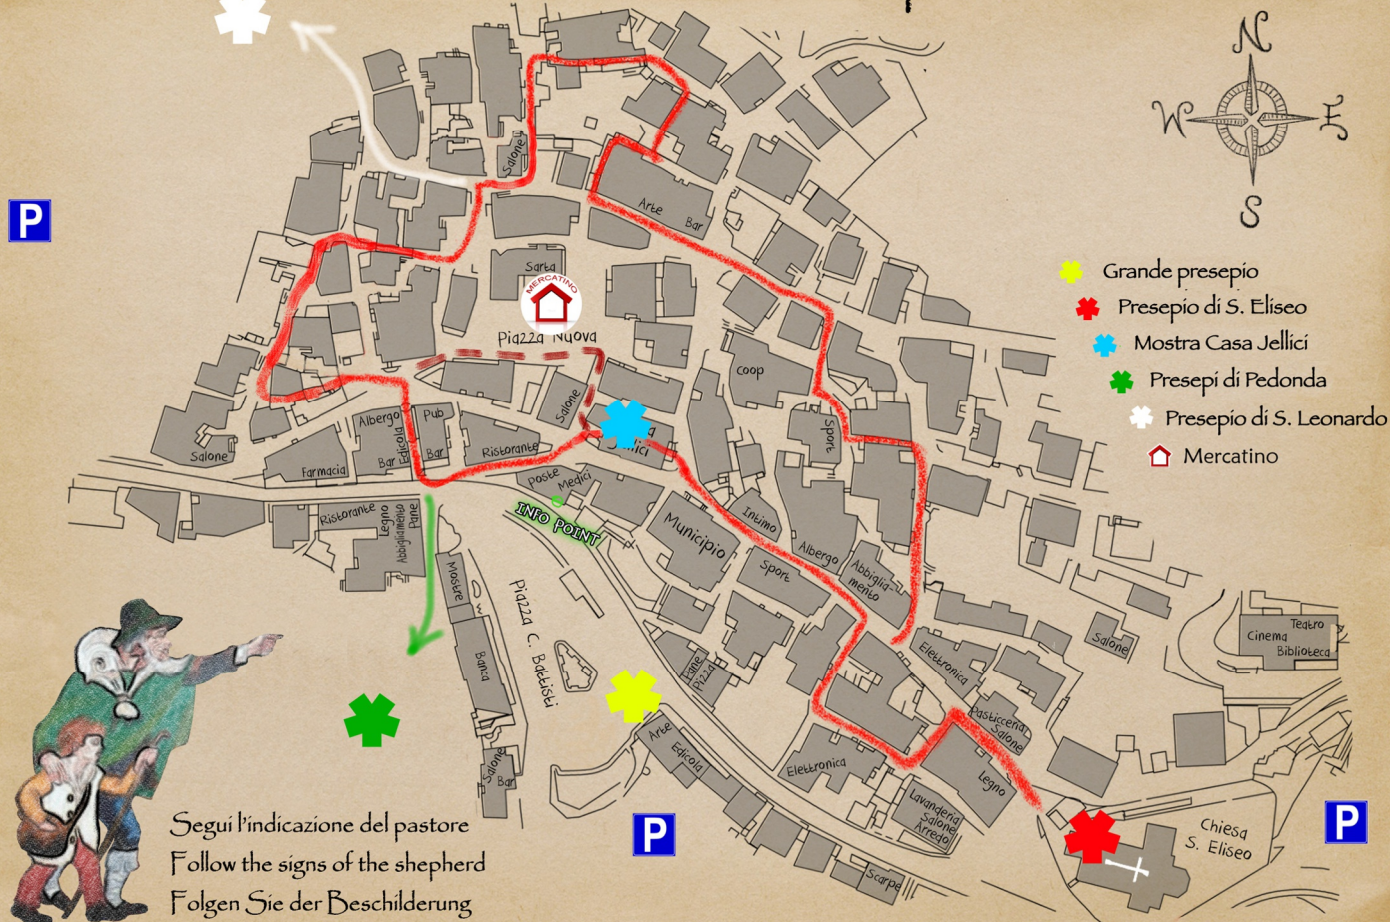 N
W
E
S
P
Grande presepio
Presepio di S. Eliseo
Mostra Casa Jellici
Presepi di Pedonda
Presepio di S. Leonardo
Mercatino
Salone
Arte
Bar
Sarta
MERCATINO
Piazza Nuova
coop
Salone
Albergo
Bar
Edicola
Pub
Bar
Ristorante
Sport
Salone
Farmacia
Poste
Medici
INFO POINT
Ristorante
Legno
Abbigliamento
Pane
Municipio
Intimo
Albergo
Sport
Abbiglia-
mento
Mostre
Piazza C. Battisti
Banca
Salone
Bar
Pane
Pizza
Elettronica
Salone
Teatro
Cinema
Biblioteca
Pasticceria
Salone
Arte
Edicola
Elettronica
Legno
Lavanderia
Salone
Arredo
Scarpe
Chiesa
S. Eliseo
P
P
Segui l'indicazione del pastore
Follow the signs of the shepherd
Folgen Sie der Beschilderung